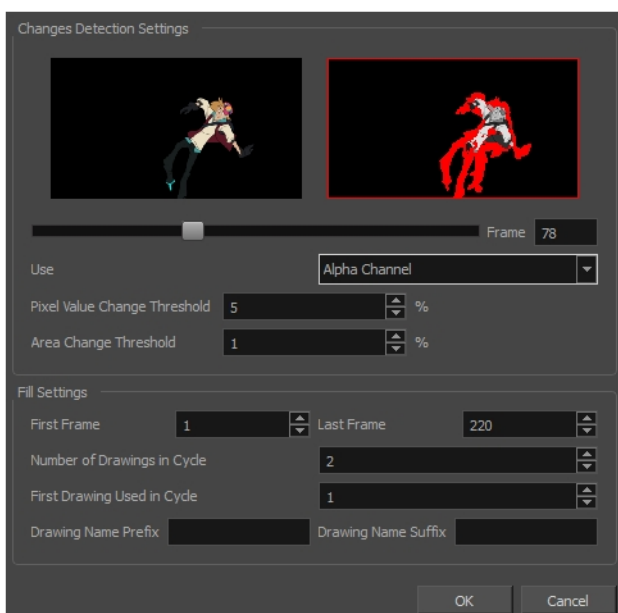 Changes Detection Settings
Frame 78
Use Alpha Channel
Pixel Value Change Threshold 5 %
Area Change Threshold 1 %
Fill Settings
First Frame 1 Last Frame 220
Number of Drawings in Cycle 2
First Drawing Used in Cycle 1
Drawing Name Prefix Drawing Name Suffix
OK Cancel